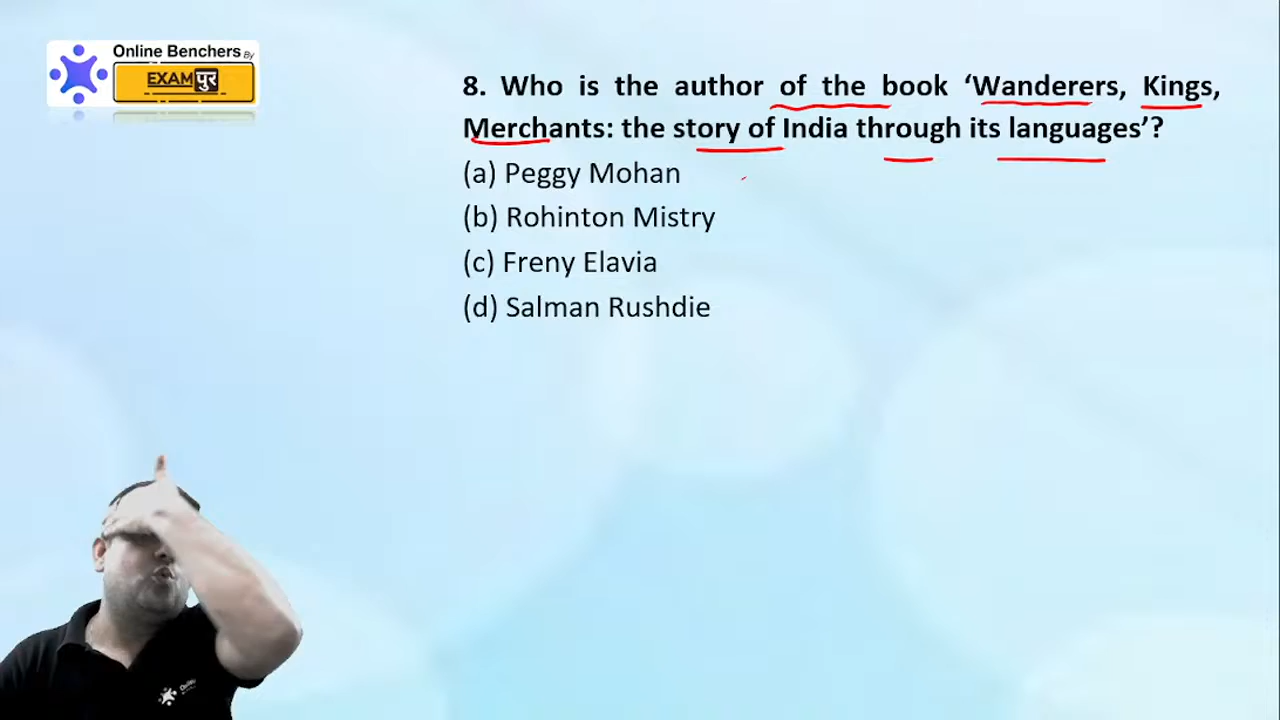 Online Benchers By
EXAMपुर
8. Who is the author of the book ‘Wanderers, Kings,
Merchants: the story of India through its languages’?
(a) Peggy Mohan
(b) Rohinton Mistry
(c) Freny Elavia
(d) Salman Rushdie